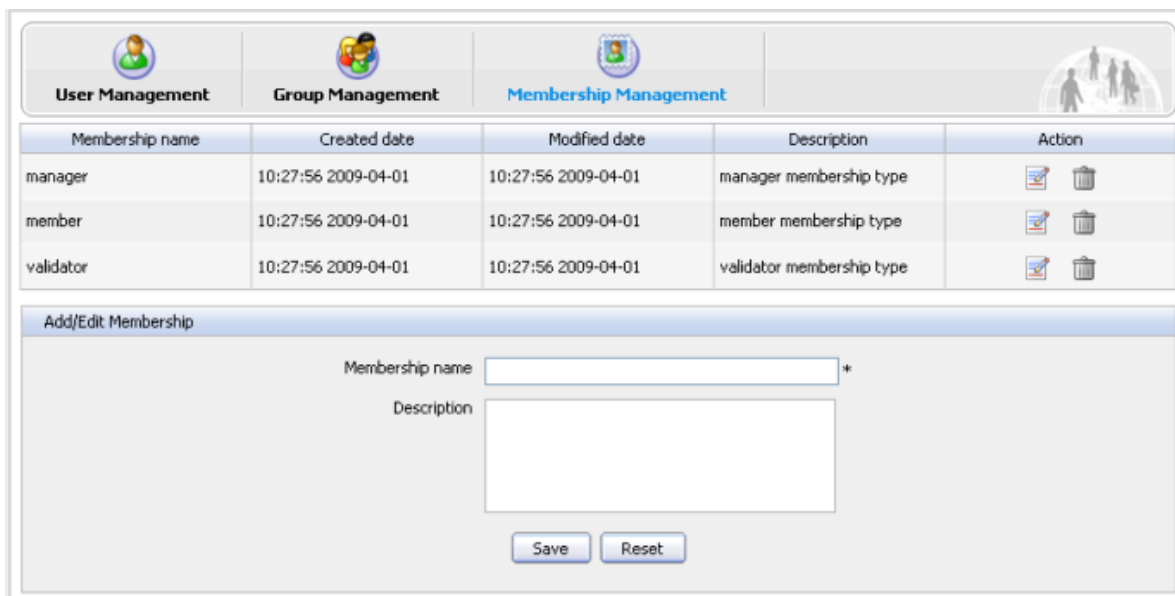 User Management Group Management Membership Management
Membership name Created date Modified date Description Action
manager 10:27:56 2009-04-01 10:27:56 2009-04-01 manager membership type
member 10:27:56 2009-04-01 10:27:56 2009-04-01 member membership type
validator 10:27:56 2009-04-01 10:27:56 2009-04-01 validator membership type
Add/Edit Membership
Membership name *
Description
Save Reset